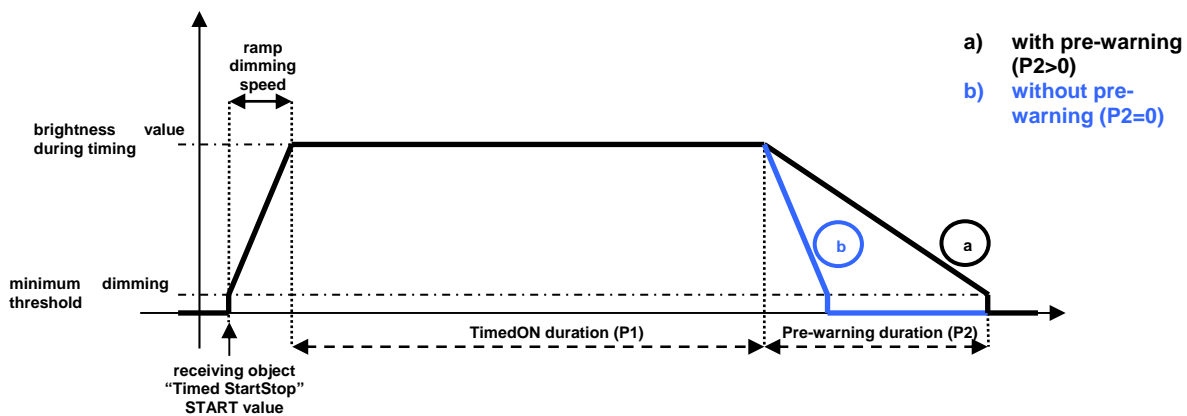 ramp
dimming
speed
a) with pre-warning
(P2>0)
b) without pre-
warning (P2=0)
brightness value
during timing
b
a
minimum dimming
threshold
TimedON duration (P1)
Pre-warning duration (P2)
receiving object
“Timed StartStop”
START value